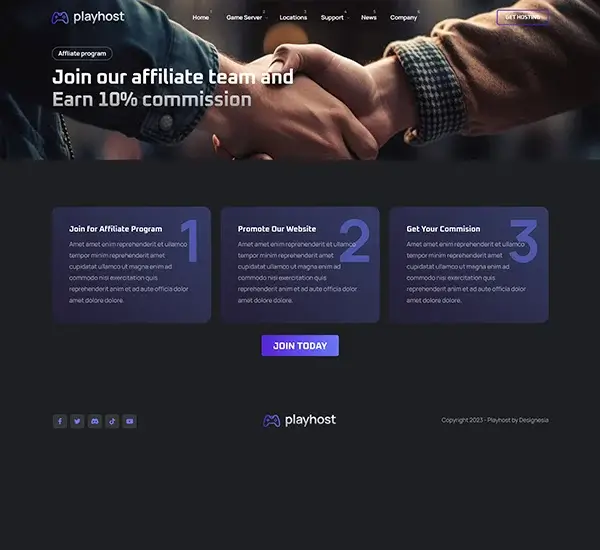 playhost
Home
Game Server
Locations
Support
News
Company
GET HOSTING
Affliate program
Join our affiliate team and
Earn 10% commission
Join for Affiliate Program
1
Amet amet enim reprehenderit et ullamco
tempor minim reprehenderit amet
cupidatat ullamco ut magna enim ad
commodo nisi exercitation quis
reprehenderit anim et ad aute officia dolor
amet dolore dolore.
Promote Our Website
2
Amet amet enim reprehenderit et ullamco
tempor minim reprehenderit amet
cupidatat ullamco ut magna enim ad
commodo nisi exercitation quis
reprehenderit anim et ad aute officia dolor
amet dolore dolore.
Get Your Commision
3
Amet amet enim reprehenderit et ullamco
tempor minim reprehenderit amet
cupidatat ullamco ut magna enim ad
commodo nisi exercitation quis
reprehenderit anim et ad aute officia dolor
amet dolore dolore.
JOIN TODAY
playhost
Copyright 2023 - Playhost by Designesia